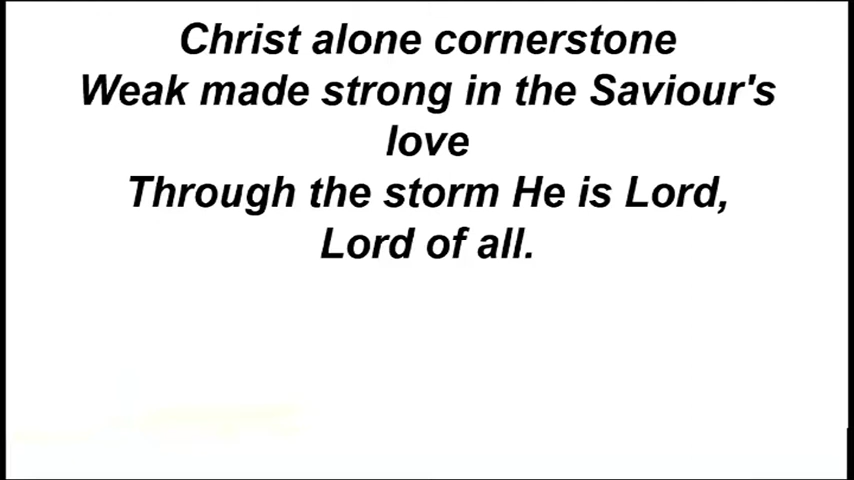 Christ alone cornerstone
Weak made strong in the Saviour's
love
Through the storm He is Lord,
Lord of all.